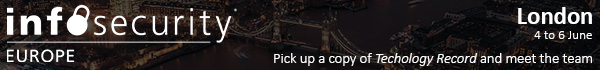 infosecurity®
EUROPE
London
4 to 6 June
Pick up a copy of Techology Record and meet the team